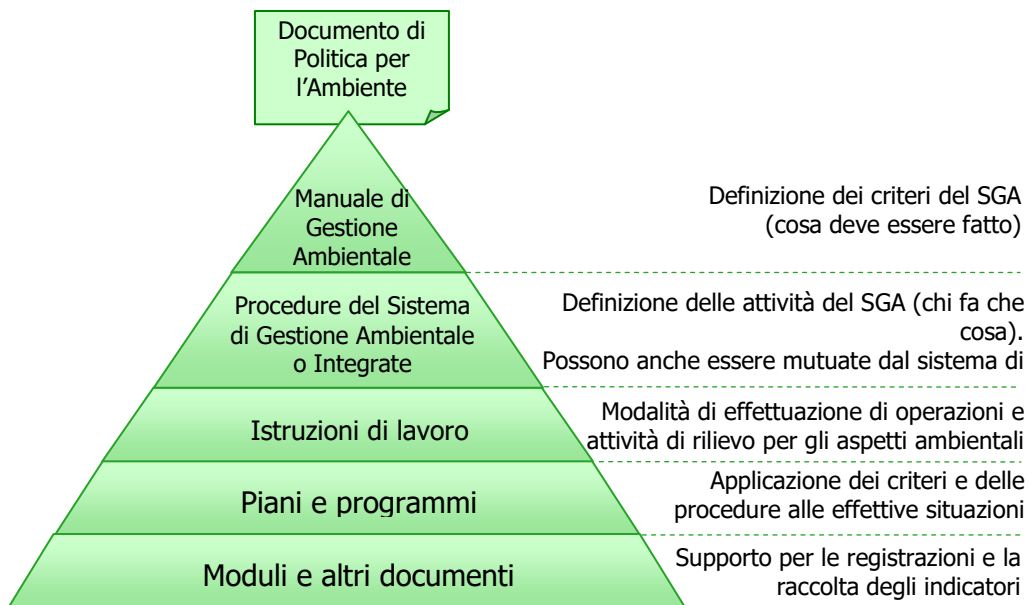 Documento di
Politica per
l'Ambiente
Manuale di
Gestione
Ambientale
Definizione dei criteri del SGA
(cosa deve essere fatto)
Procedure del Sistema
di Gestione Ambientale
o Integrate
Definizione delle attività del SGA (chi fa che
cosa).
Possono anche essere mutuate dal sistema di
Istruzioni di lavoro
Modalità di effettuazione di operazioni e
attività di rilievo per gli aspetti ambientali
Piani e programmi
Applicazione dei criteri e delle
procedure alle effettive situazioni
Moduli e altri documenti
Supporto per le registrazioni e la
raccolta degli indicatori